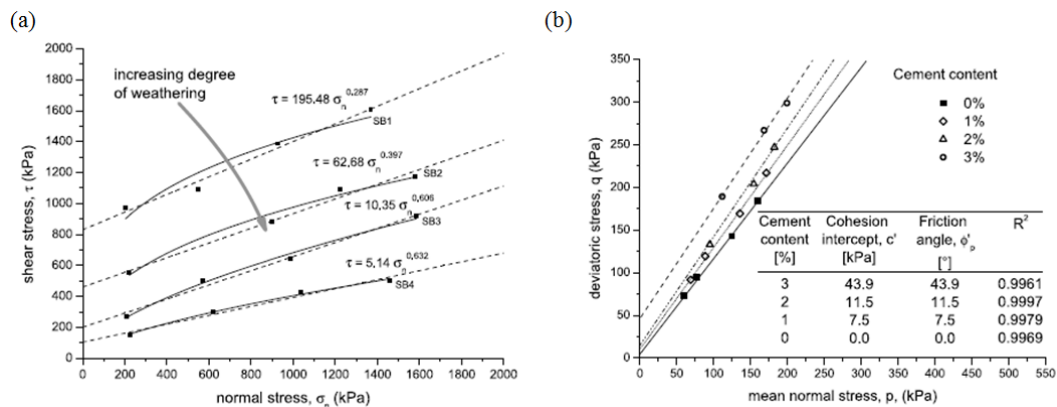 (a)
2000
1800
1600
1400
1200
1000
800
600
400
200
0
shear stress, τ (kPa)
increasing degree
of weathering
τ = 195.48 σn^0.287
SB1
τ = 62,68 σn^0.397
SB2
τ = 10,35 σn^0,606
SB3
τ = 5.14 σn^0,632
SB4
0 200 400 600 800 1000 1200 1400 1600 1800 2000
normal stress, σn (kPa)
(b)
350
300
250
200
150
100
50
0
deviatoric stress, q (kPa)
Cement content
0%
1%
2%
3%
Cement Cohesion Friction R²
content intercept, c' angle, ϕ'p
[%] [kPa] [°]
3 43.9 43.9 0.9961
2 11.5 11.5 0.9997
1 7.5 7.5 0.9979
0 0.0 0.0 0.9969
0 50 100 150 200 250 300 350 400 450 500 550
mean normal stress, p, (kPa)